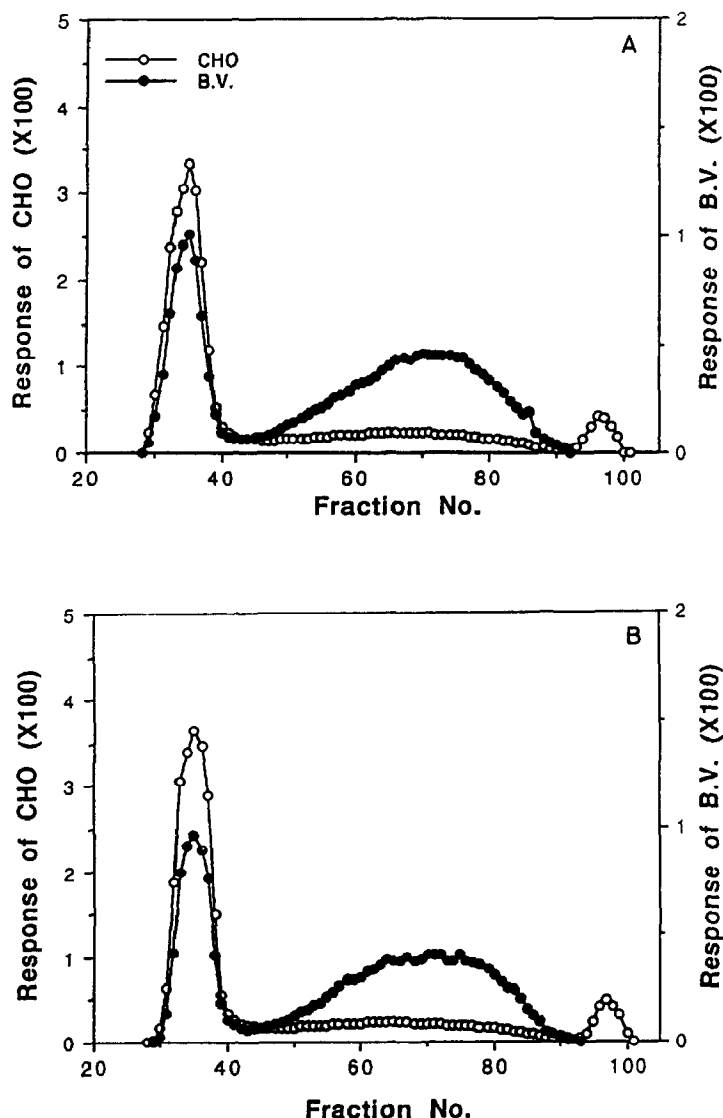 A
CHO
B.V.
Response of CHO (X100)
5
4
3
2
1
0
Response of B.V. (X100)
2
1
0
20 40 60 80 100
Fraction No.
B
Response of CHO (X100)
5
4
3
2
1
0
Response of B.V. (X100)
2
1
0
20 40 60 80 100
Fraction No.